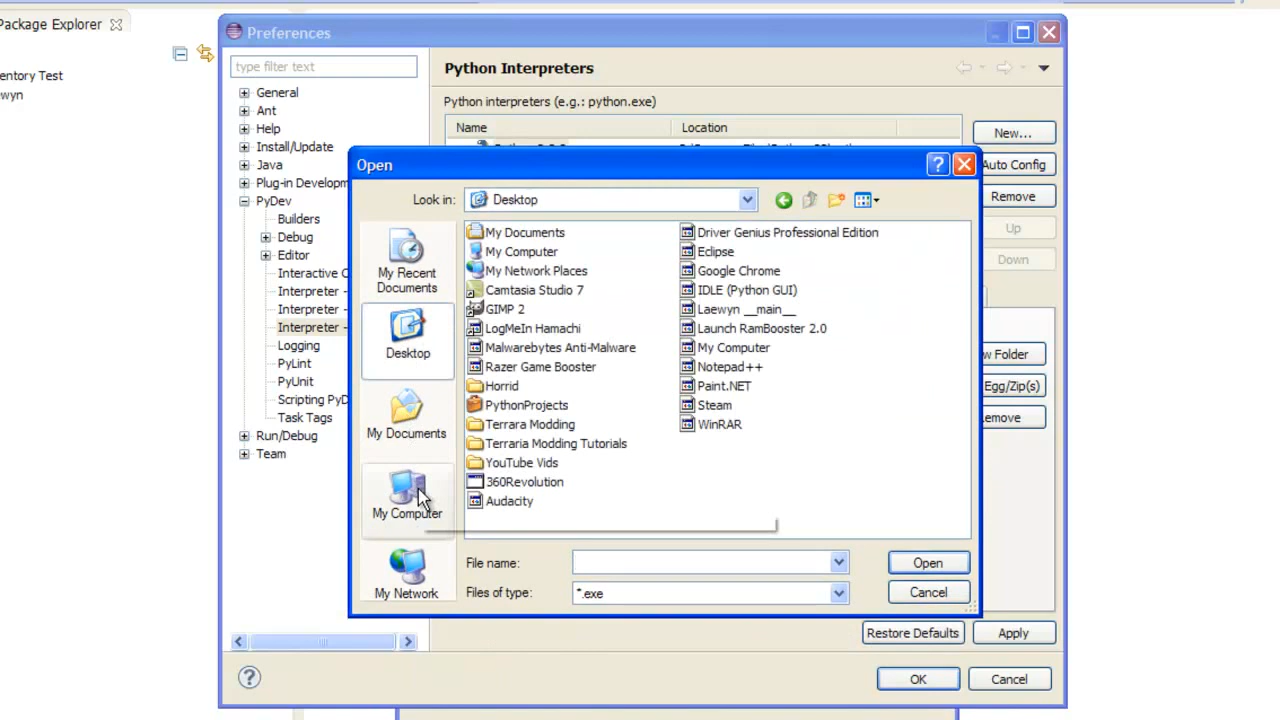 Package Explorer
entory Test
ewyn
Preferences
type filter text
General
Ant
Help
Install/Update
Java
Plug-in Developm
PyDev
Builders
Debug
Editor
Interactive C
Interpreter -
Interpreter -
Interpreter -
Logging
PyLint
PyUnit
Scripting PyD
Task Tags
Run/Debug
Team
Python Interpreters
Python interpreters (e.g.: python.exe)
Name Location
New...
Auto Config
Remove
Up
Down
w Folder
Egg/Zip(s)
emove
Restore Defaults Apply
OK Cancel
Open
Look in: Desktop
My Recent
Documents
Desktop
My Documents
My Computer
My Network
My Documents
My Computer
My Network Places
Camtasia Studio 7
GIMP 2
LogMeIn Hamachi
Malwarebytes Anti-Malware
Razer Game Booster
Horrid
PythonProjects
Terrara Modding
Terraria Modding Tutorials
YouTube Vids
360Revolution
Audacity
Driver Genius Professional Edition
Eclipse
Google Chrome
IDLE (Python GUI)
Laewyn __main__
Launch RamBooster 2.0
My Computer
Notepad++
Paint.NET
Steam
WinRAR
File name:
Open
Files of type: *.exe
Cancel